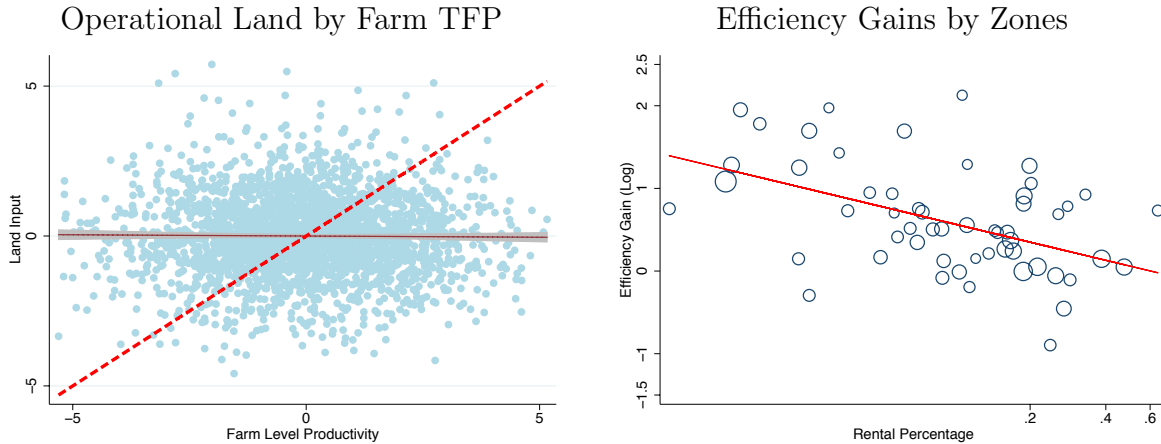 Operational Land by Farm TFP
5
0
−5
Land Input
−5
0
5
Farm Level Productivity
Efficiency Gains by Zones
2.5
2
1
0
−1
−1.5
Efficiency Gain (Log)
.2
.4
.6
Rental Percentage